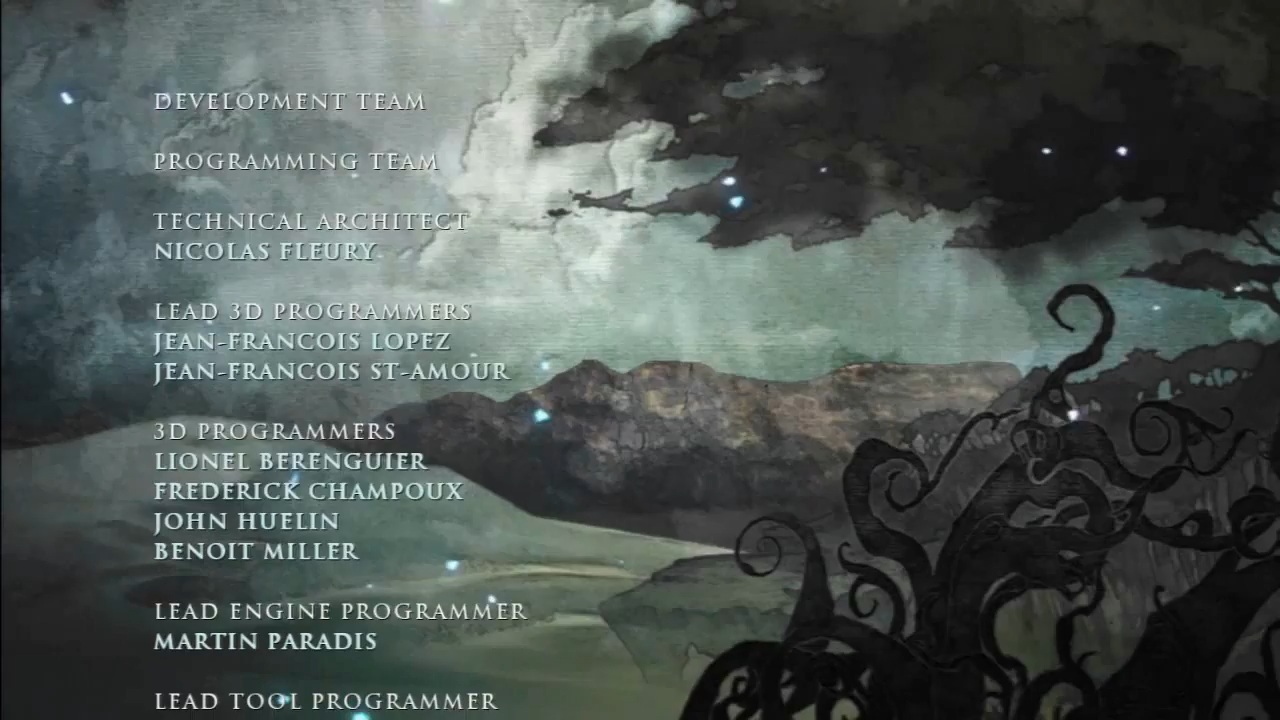 DEVELOPMENT TEAM
PROGRAMMING TEAM
TECHNICAL ARCHITECT
NICOLAS FLEURY
LEAD 3D PROGRAMMERS
JEAN-FRANCOIS LOPEZ
JEAN-FRANCOIS ST-AMOUR
3D PROGRAMMERS
LIONEL BERENGUIER
FREDERICK CHAMPOUX
JOHN HUELIN
BENOIT MILLER
LEAD ENGINE PROGRAMMER
MARTIN PARADIS
LEAD TOOL PROGRAMMER